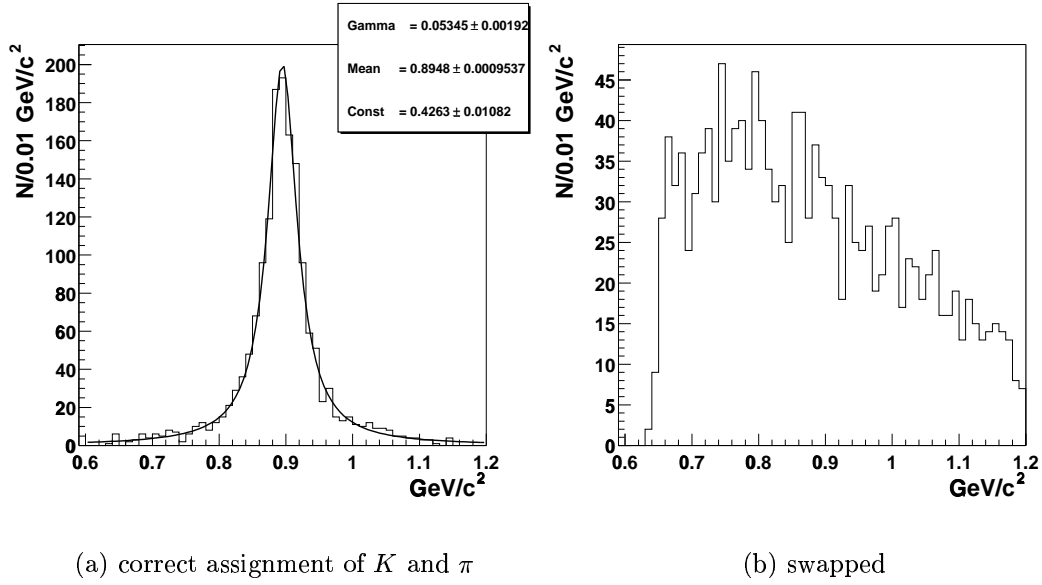 Gamma = 0.05345 ± 0.00192
Mean = 0.8948 ± 0.0009537
Const = 0.4263 ± 0.01082
N/0.01 GeV/c²
200
180
160
140
120
100
80
60
40
20
0
0.6 0.7 0.8 0.9 1 1.1 1.2
GeV/c²
N/0.01 GeV/c²
45
40
35
30
25
20
15
10
5
0
0.6 0.7 0.8 0.9 1 1.1 1.2
GeV/c²
(a) correct assignment of K and π
(b) swapped